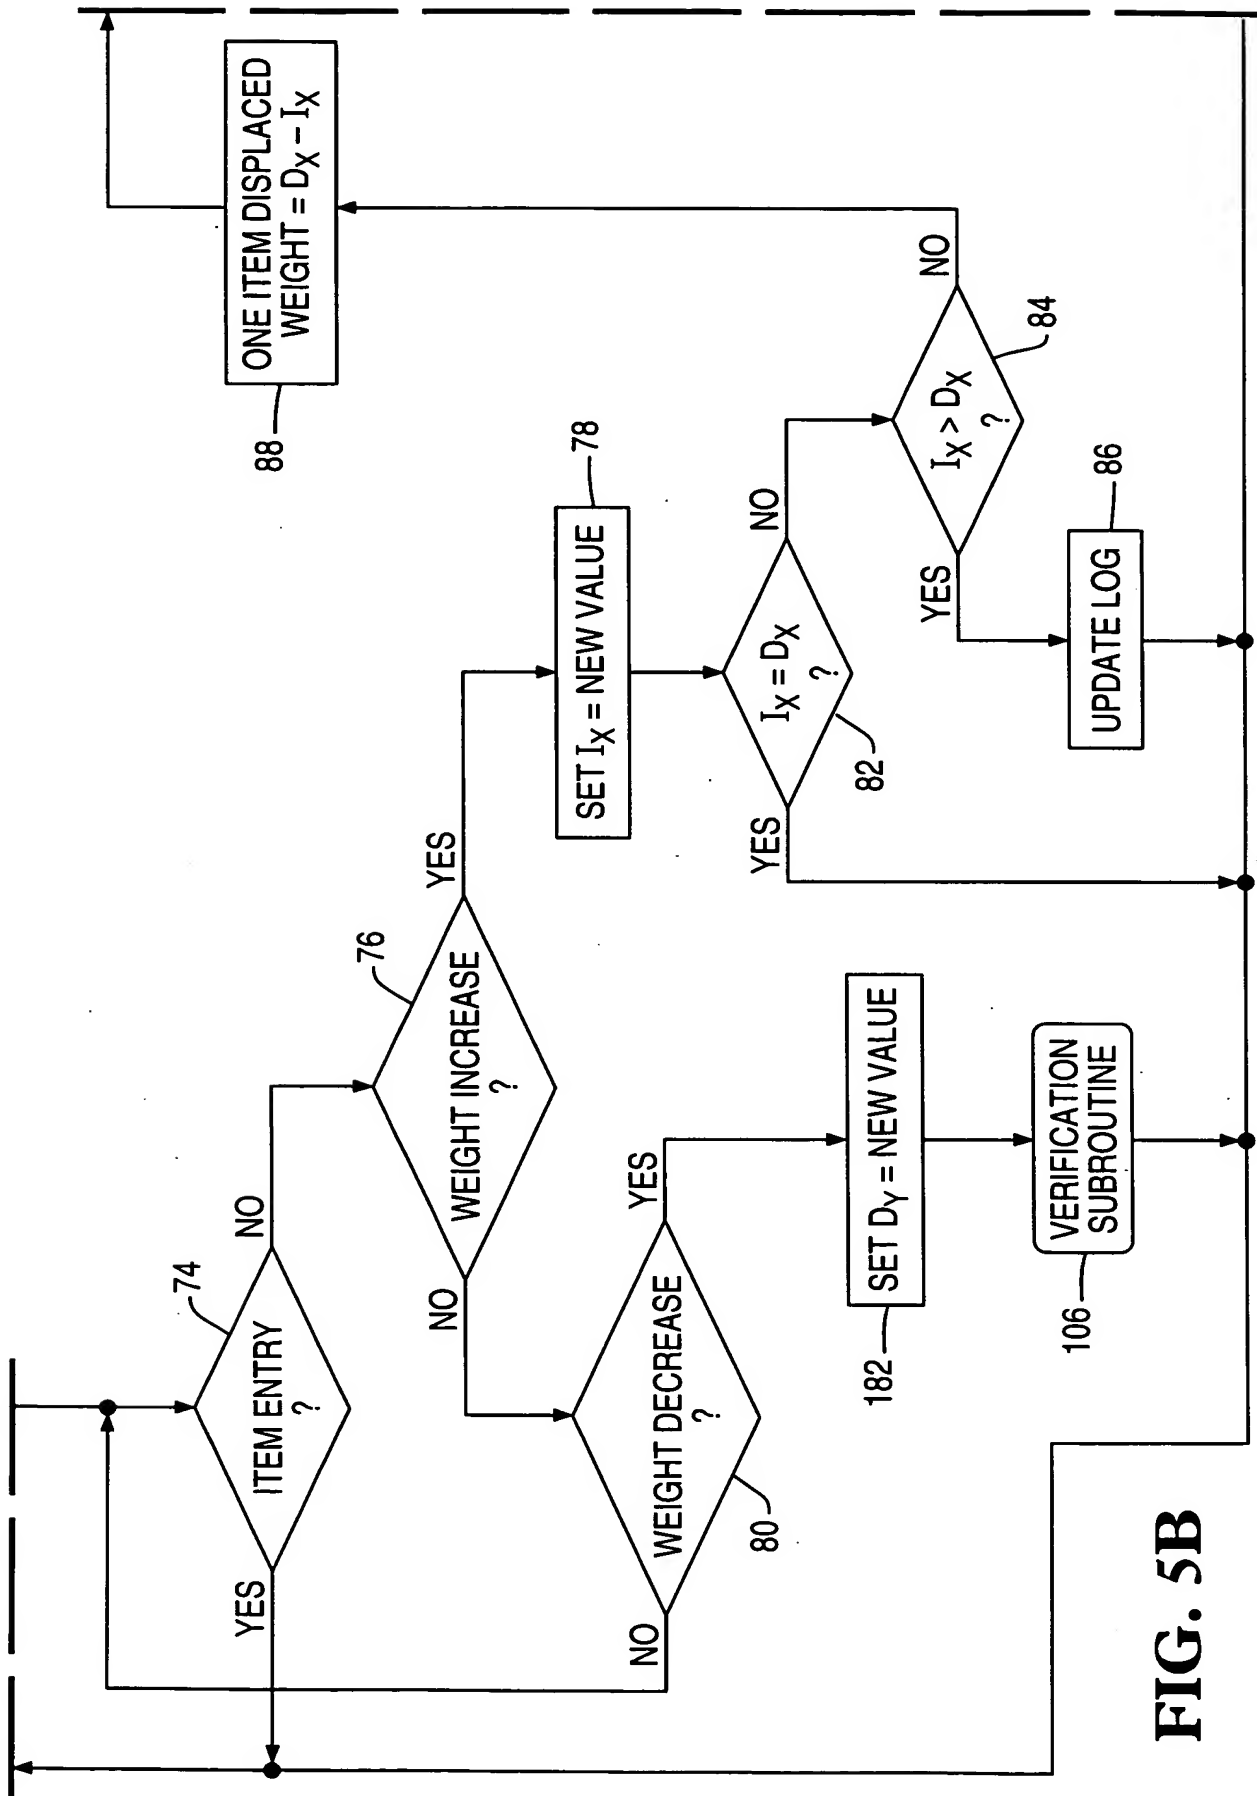 74
ITEM ENTRY
?
YES
NO
76
WEIGHT INCREASE
?
NO
YES
80
WEIGHT DECREASE
?
NO
YES
182
SET DY = NEW VALUE
106
VERIFICATION
SUBROUTINE
78
SET IX = NEW VALUE
82
IX = DX
?
YES
NO
84
IX > DX
?
YES
NO
86
UPDATE LOG
88
ONE ITEM DISPLACED
WEIGHT = DX – IX
FIG. 5B